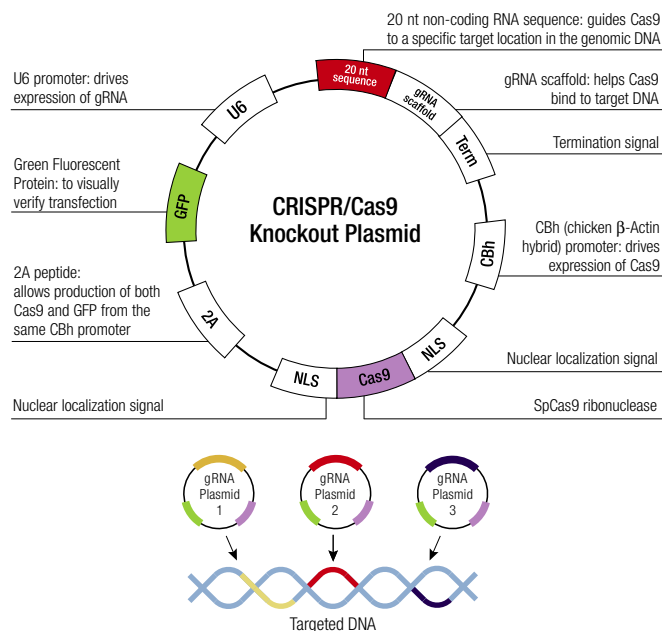 20 nt non-coding RNA sequence: guides Cas9
to a specific target location in the genomic DNA
U6 promoter: drives
expression of gRNA
gRNA scaffold: helps Cas9
bind to target DNA
Termination signal
Green Fluorescent
Protein: to visually
verify transfection
CBh (chicken β-Actin
hybrid) promoter: drives
expression of Cas9
2A peptide:
allows production of both
Cas9 and GFP from the
same CBh promoter
Nuclear localization signal
Nuclear localization signal
SpCas9 ribonuclease
20 nt
sequence
gRNA
scaffold
Term
U6
GFP
CBh
2A
NLS
Cas9
NLS
CRISPR/Cas9
Knockout Plasmid
gRNA
Plasmid
1
gRNA
Plasmid
2
gRNA
Plasmid
3
Targeted DNA